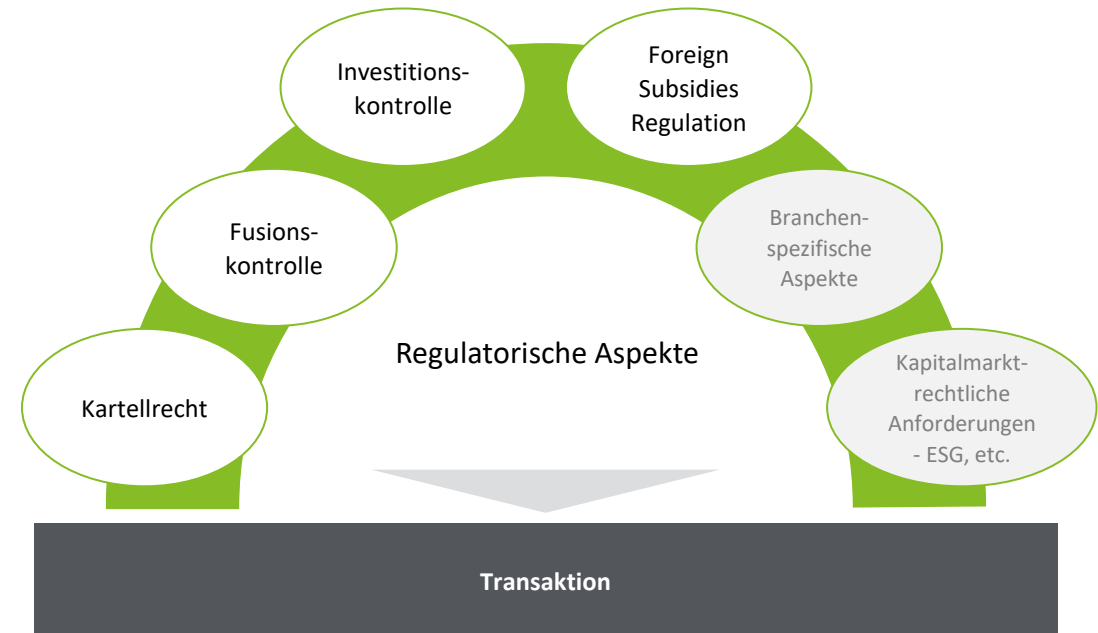 Investitions-
kontrolle
Foreign
Subsidies
Regulation
Fusions-
kontrolle
Branchen-
spezifische
Aspekte
Regulatorische Aspekte
Kartellrecht
Kapitalmarkt-
rechtliche
Anforderungen
- ESG, etc.
Transaktion